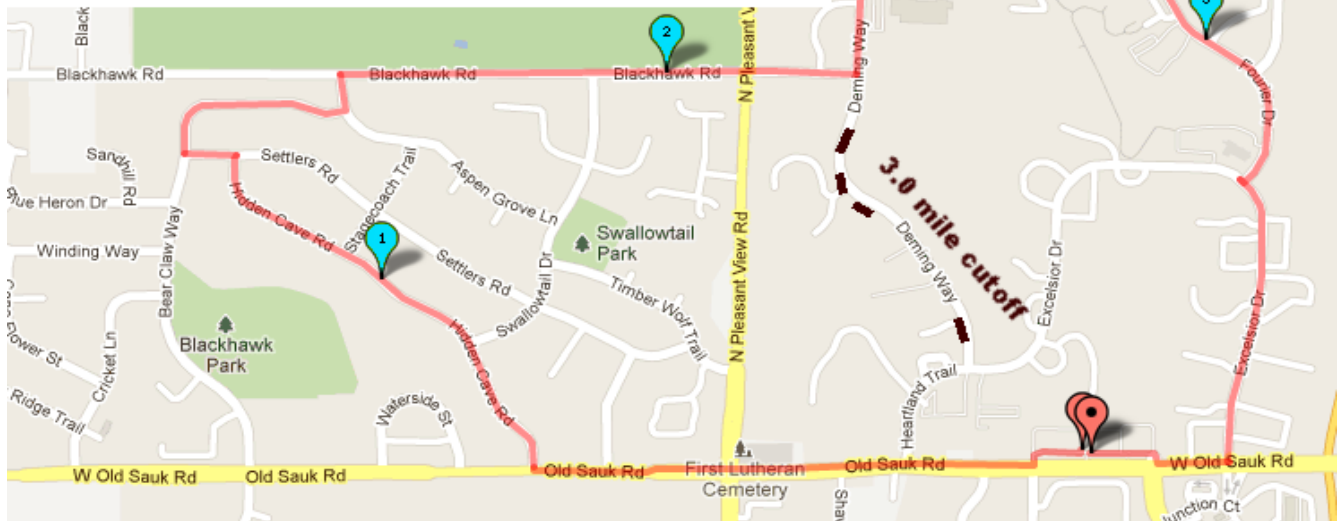 Black
N Pleasant V
2
Blackhawk Rd
Blackhawk Rd
Blackhawk Rd
Deming Way
Fourier Dr
Sandhill Rd
Settlers Rd
Stagecoach Trail
Aspen Grove Ln
3.0 mile cutoff
Blue Heron Dr
Hidden Cave Rd
Winding Way
Bear Claw Way
1
Swallowtail
Park
Settlers Rd
Swallowtail Dr
Timber Wolf Trail
N Pleasant View Rd
Deming Way
Excelsior Dr
Excelsior Dr
Blackhawk
Park
Cricket Ln
Hidden Cave Rd
Waterside St
Heartland Trail
Ridge Trail
W Old Sauk Rd
Old Sauk Rd
Old Sauk Rd
First Lutheran
Cemetery
Old Sauk Rd
W Old Sauk Rd
Sha
Junction Ct